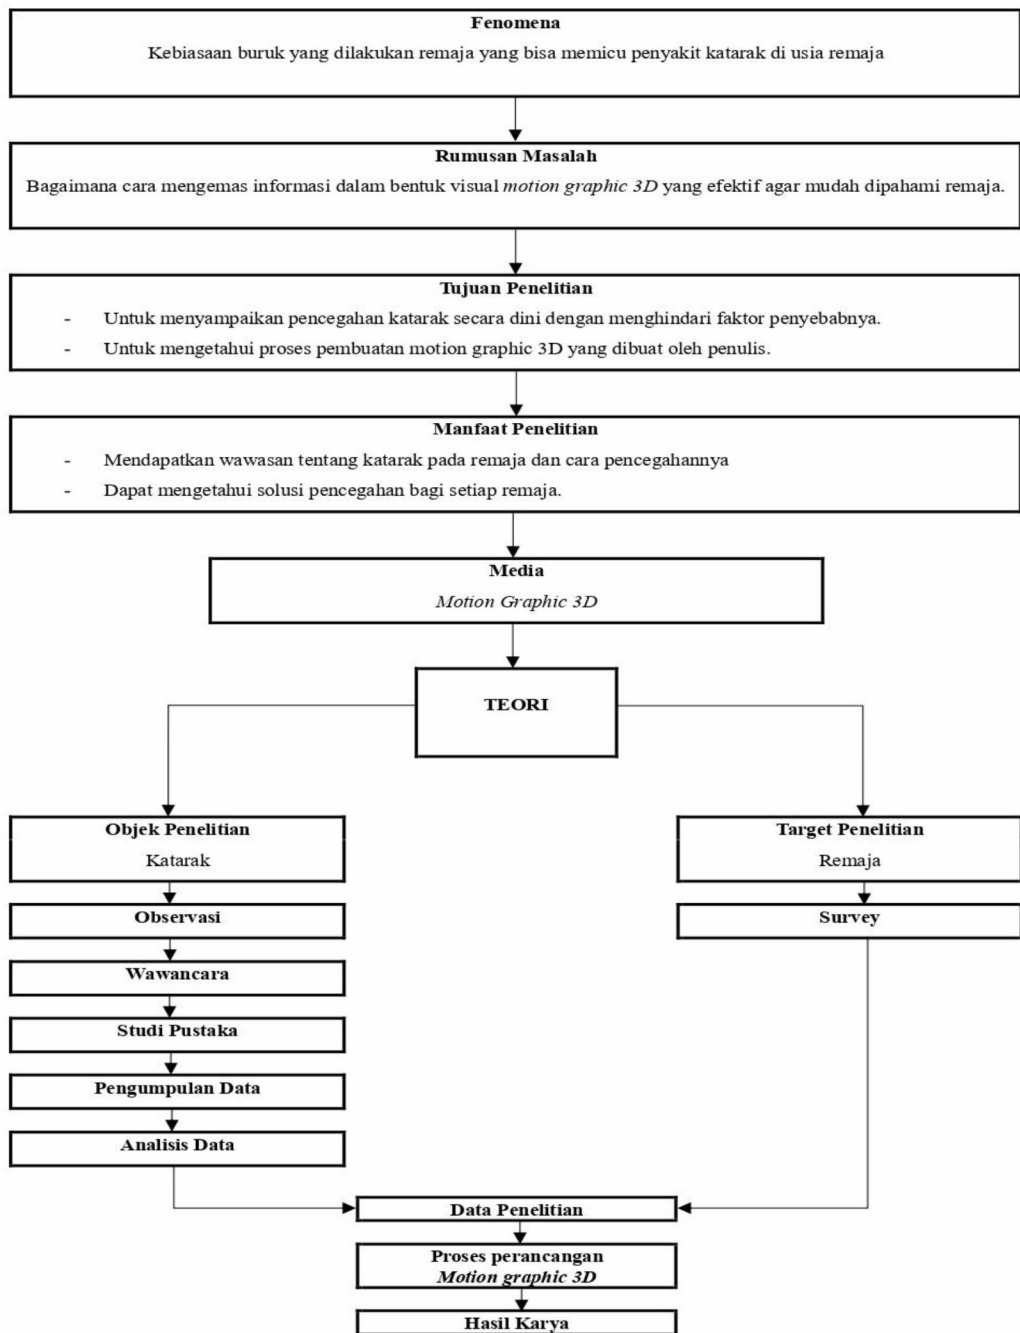 Fenomena
Kebiasaan buruk yang dilakukan remaja yang bisa memicu penyakit katarak di usia remaja
Rumusan Masalah
Bagaimana cara mengemas informasi dalam bentuk visual motion graphic 3D yang efektif agar mudah dipahami remaja.
Tujuan Penelitian
- Untuk menyampaikan pencegahan katarak secara dini dengan menghindari faktor penyebabnya.
- Untuk mengetahui proses pembuatan motion graphic 3D yang dibuat oleh penulis.
Manfaat Penelitian
- Mendapatkan wawasan tentang katarak pada remaja dan cara pencegahannya
- Dapat mengetahui solusi pencegahan bagi setiap remaja.
Media
Motion Graphic 3D
TEORI
Objek Penelitian
Katarak
Observasi
Wawancara
Studi Pustaka
Pengumpulan Data
Analisis Data
Target Penelitian
Remaja
Survey
Data Penelitian
Proses perancangan
Motion graphic 3D
Hasil Karya